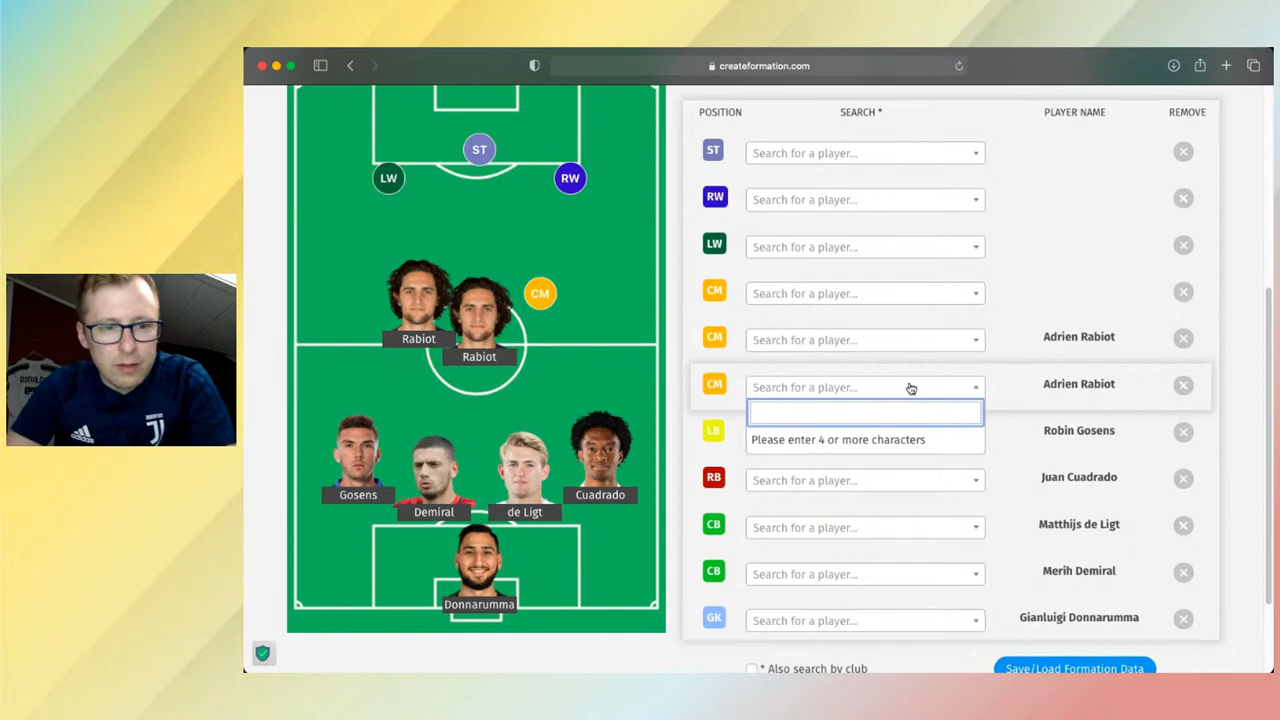 createformation.com
POSITION SEARCH * PLAYER NAME REMOVE
ST Search for a player...
RW Search for a player...
LW Search for a player...
CM Search for a player...
CM Search for a player... Adrien Rabiot
CM Search for a player... Adrien Rabiot
Please enter 4 or more characters
LB Robin Gosens
RB Search for a player... Juan Cuadrado
CB Search for a player... Matthijs de Ligt
CB Search for a player... Merih Demiral
GK Search for a player... Gianluigi Donnarumma
* Also search by club
Save/Load Formation Data
ST
LW RW
CM
Rabiot
Rabiot
Gosens
Cuadrado
Demiral
de Ligt
Donnarumma